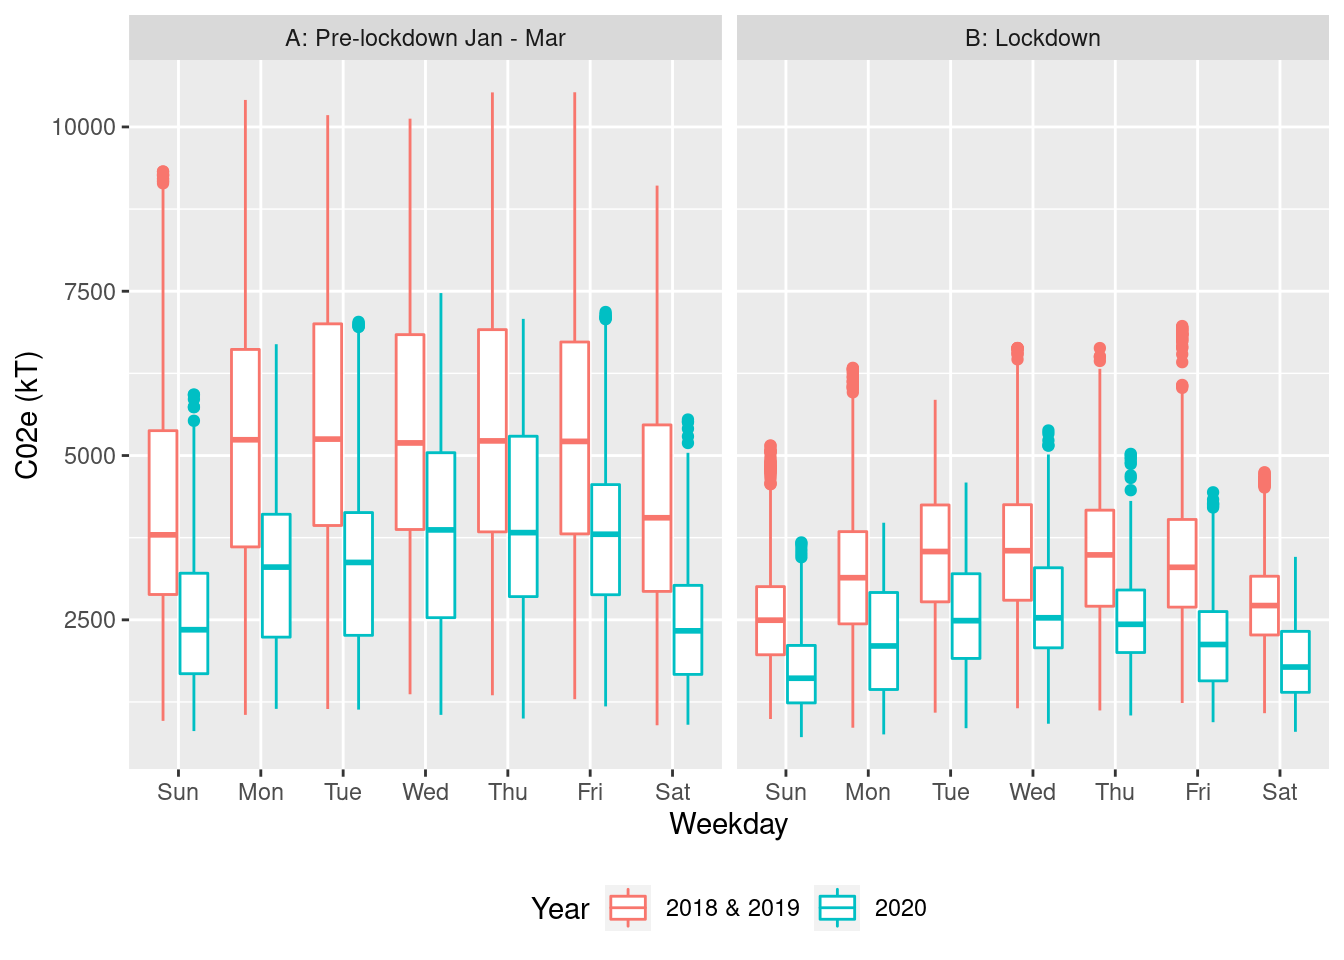 A: Pre-lockdown Jan - Mar
B: Lockdown
C02e (kT)
10000
7500
5000
2500
Sun Mon Tue Wed Thu Fri Sat
Sun Mon Tue Wed Thu Fri Sat
Weekday
Year 2018 & 2019 2020